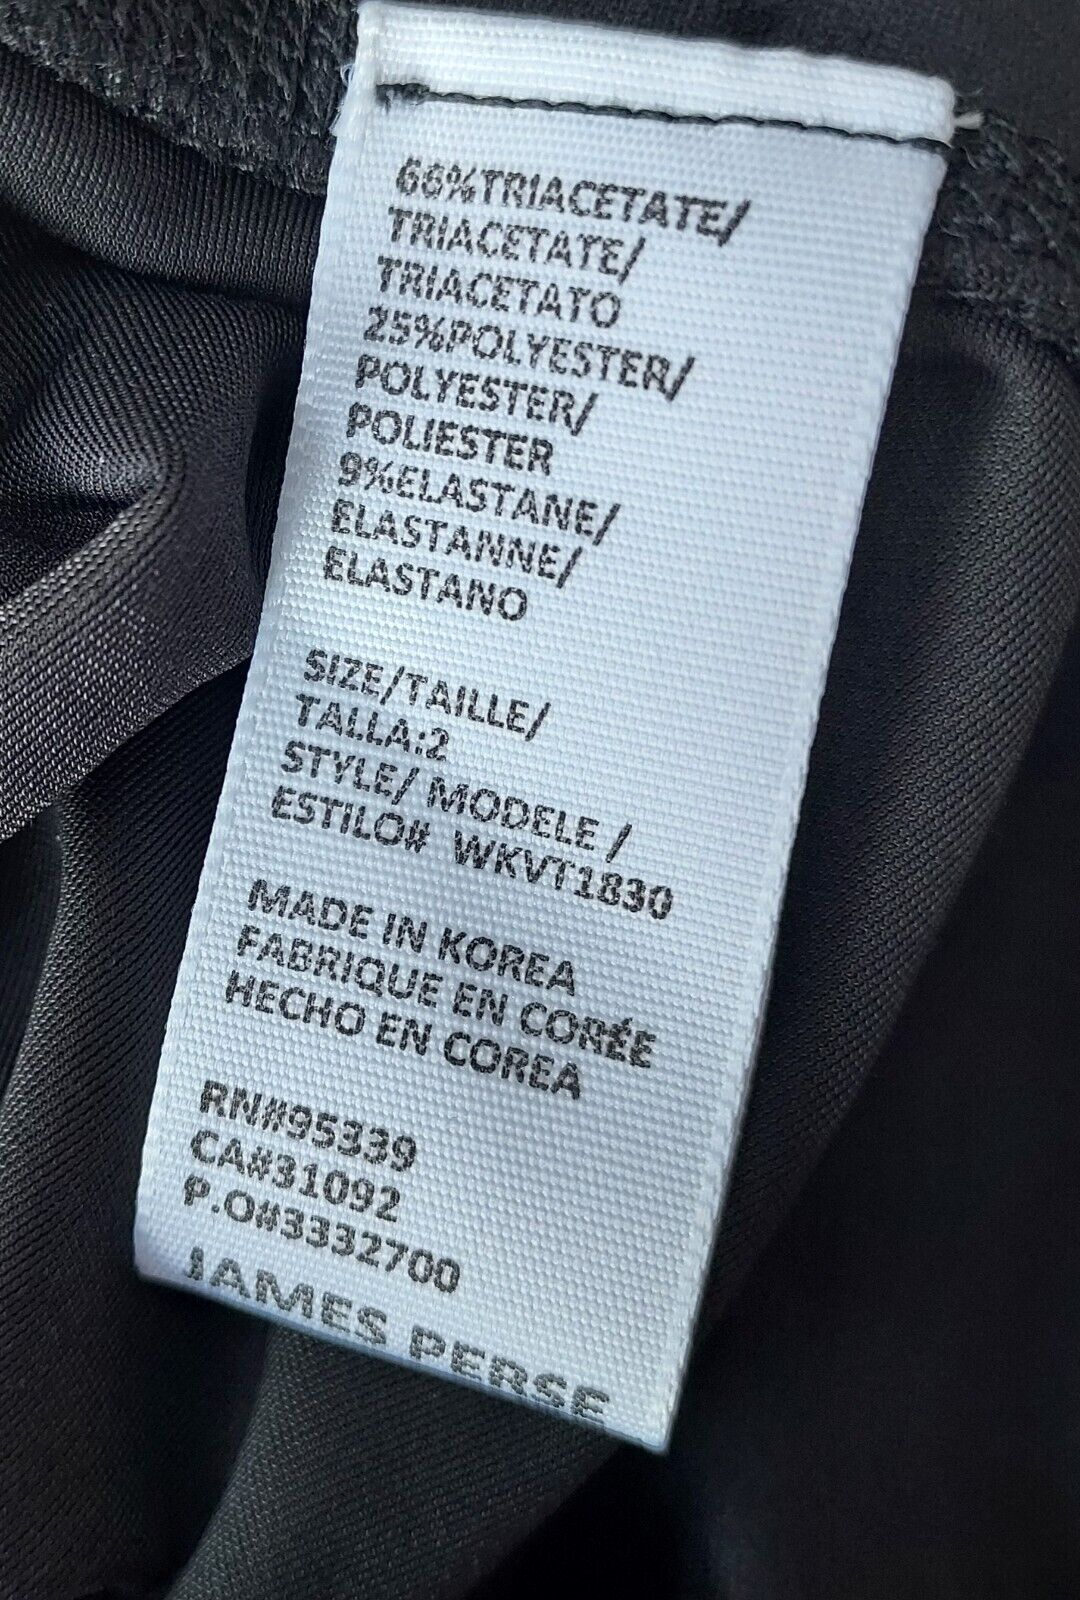 66%TRIACETATE/
TRIACETATE/
TRIACETATO
25%POLYESTER/
POLYESTER/
POLIESTER
9%ELASTANE/
ELASTANNE/
ELASTANO
SIZE/TAILLE/
TALLA:2
STYLE/ MODELE /
ESTILO# WKVT1830
MADE IN KOREA
FABRIQUE EN CORÉE
HECHO EN COREA
RN#95339
CA#31092
P.O#3332700
JAMES PERSE